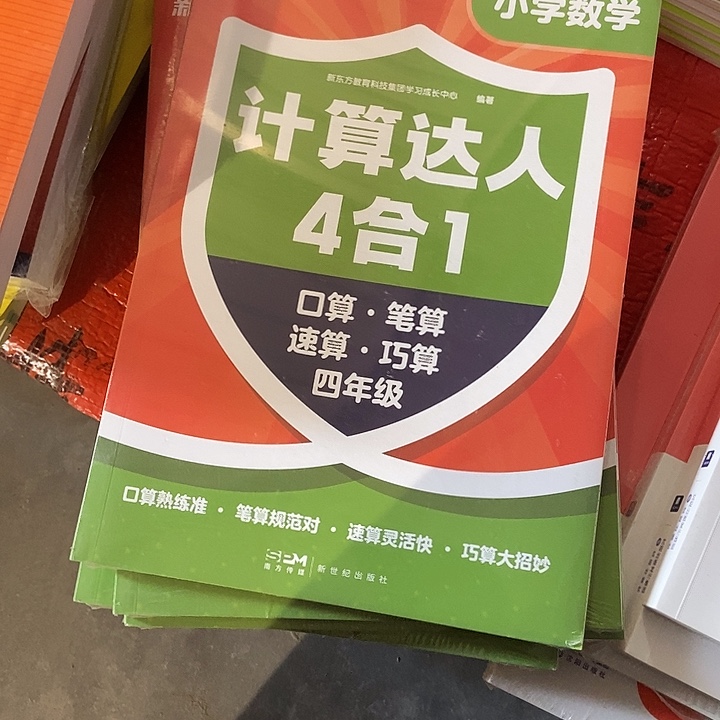 小学数学
新东方教育科技集团学习成长中心 编著
计算达人
4合1
口算·笔算
速算·巧算
四年级
口算熟练准·笔算规范对·速算灵活快·巧算大招妙
南方传媒 新世纪出版社